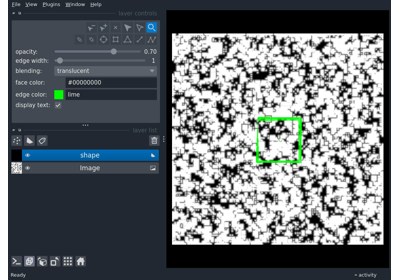 File View Plugins Window Help
layer controls
opacity: 0.70
edge width: 1
blending: translucent
face color: #00000000
edge color: lime
display text:
layer list
shape
Image
Ready
activity